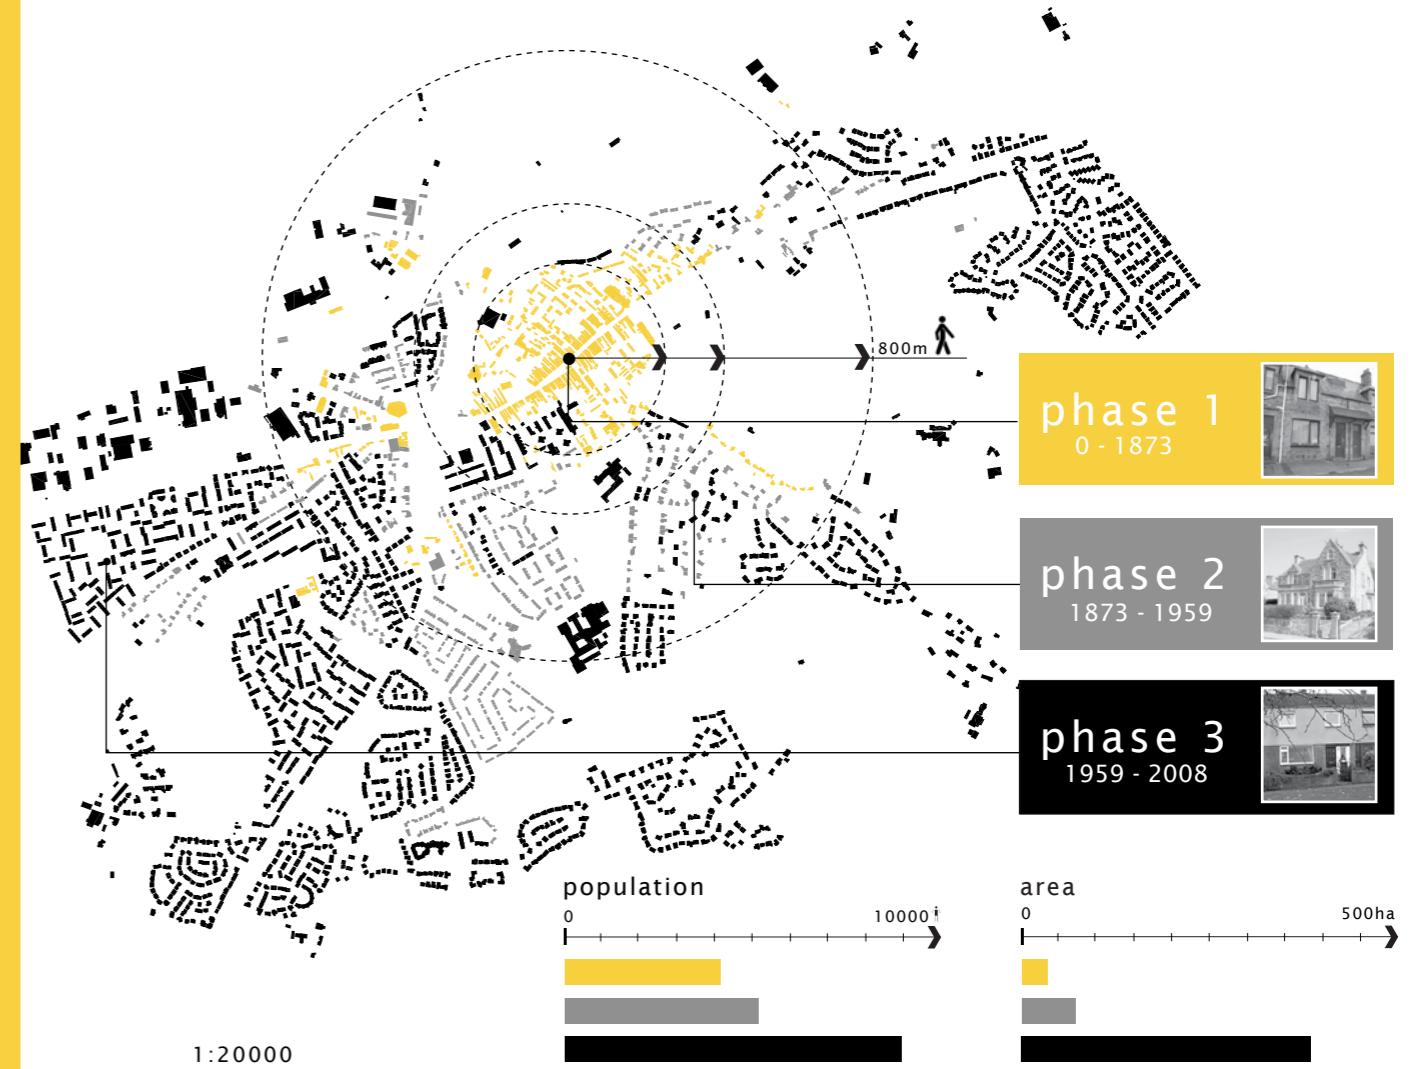 800m
phase 1
0 - 1873
phase 2
1873 - 1959
phase 3
1959 - 2008
population
0 10000
area
0 500ha
1:20000